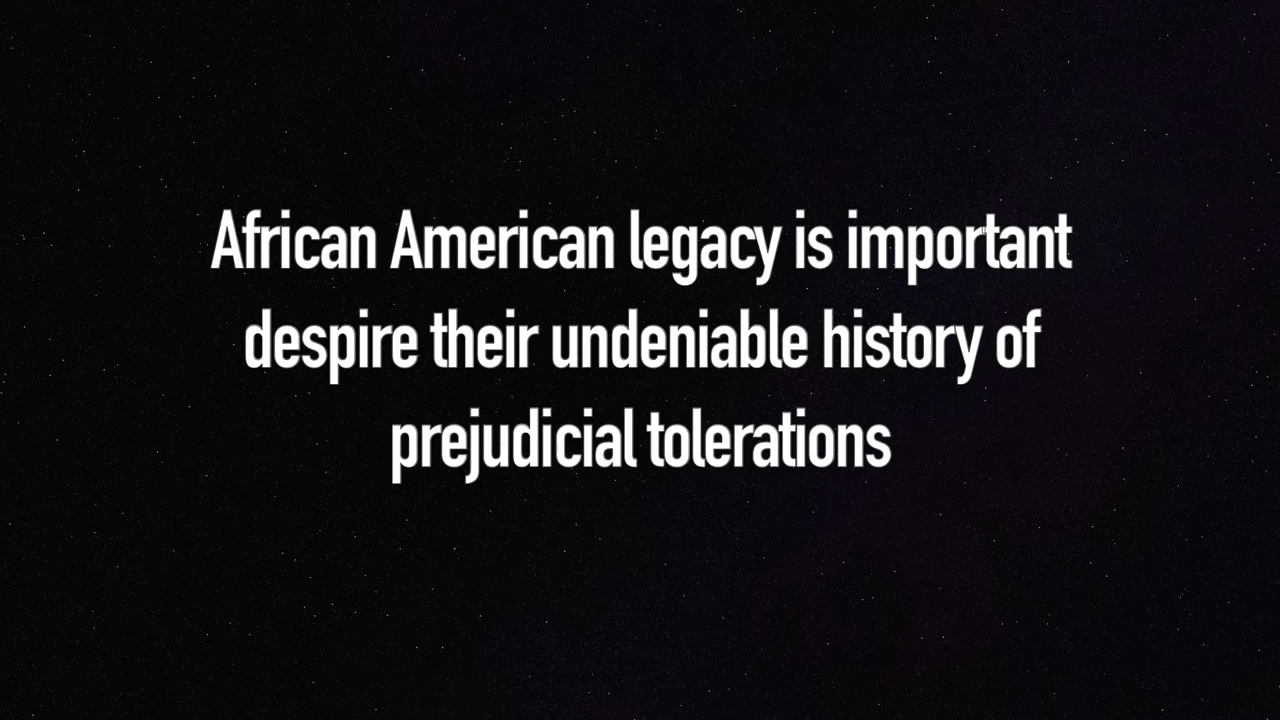 African American legacy is important
despire their undeniable history of
prejudicial tolerations